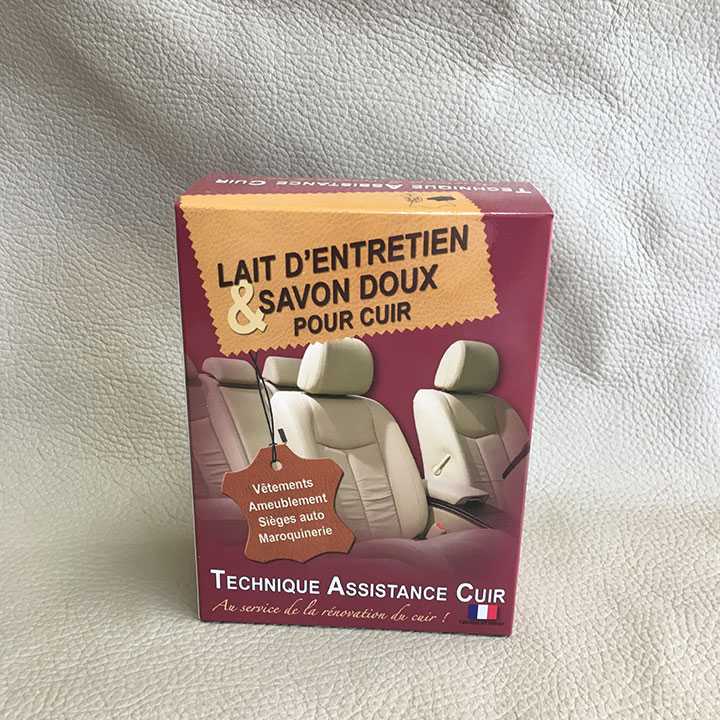 TECHNIQUE ASSISTANCE CUIR
LAIT D'ENTRETIEN
& SAVON DOUX
POUR CUIR
Vêtements
Ameublement
Sièges auto
Maroquinerie
TECHNIQUE ASSISTANCE CUIR
Au service de la rénovation du cuir !